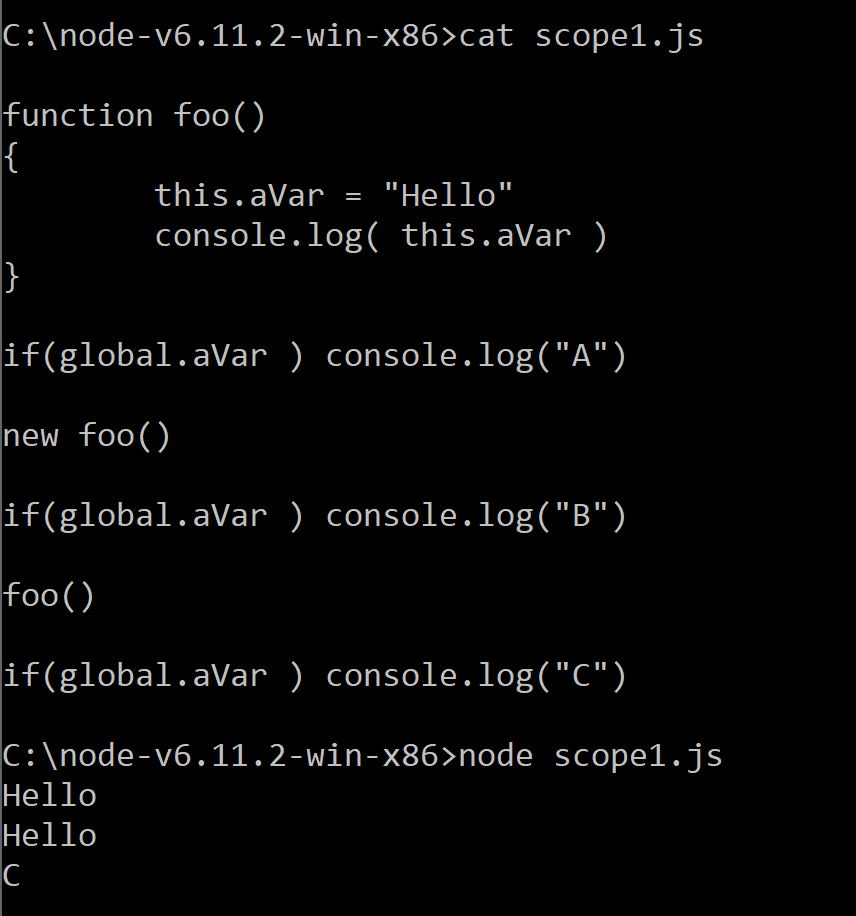 C:\node-v6.11.2-win-x86>cat scope1.js
function foo()
{
        this.aVar = "Hello"
        console.log( this.aVar )
}
if(global.aVar ) console.log("A")
new foo()
if(global.aVar ) console.log("B")
foo()
if(global.aVar ) console.log("C")
C:\node-v6.11.2-win-x86>node scope1.js
Hello
Hello
C